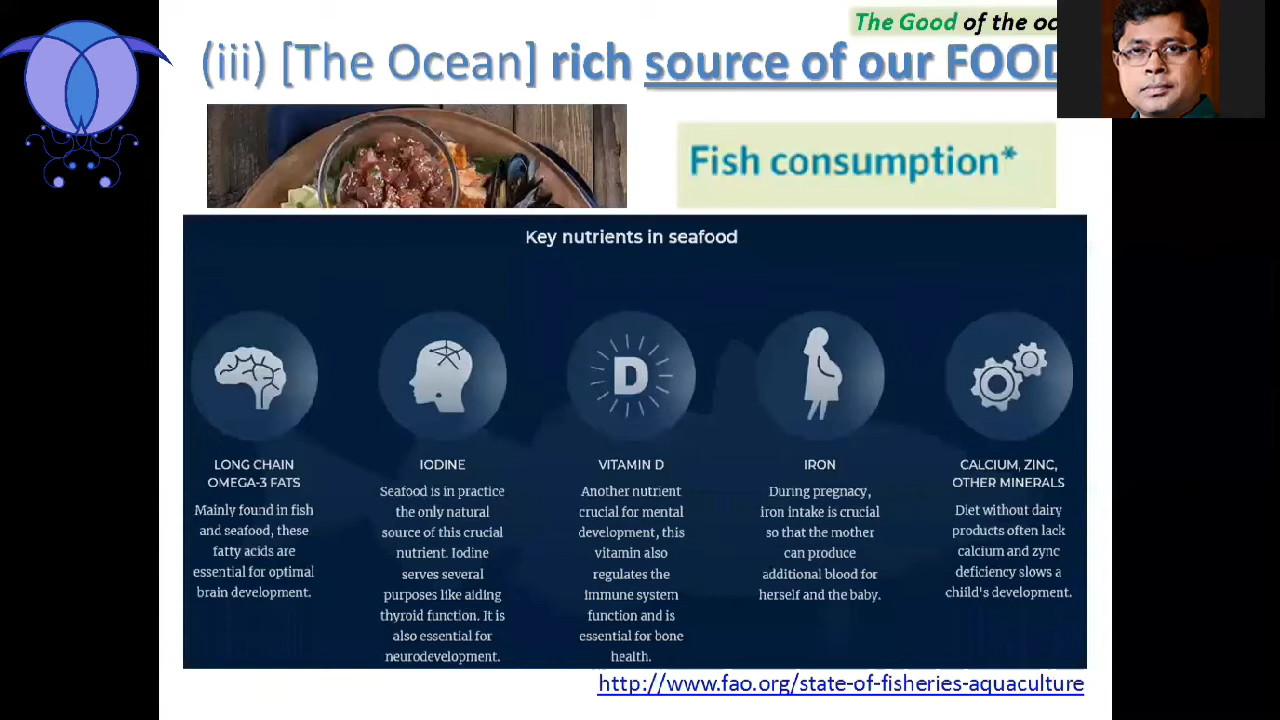 The Good of the oc
(iii) [The Ocean] rich source of our FOOD
Fish consumption*
Key nutrients in seafood
LONG CHAIN
OMEGA-3 FATS
Mainly found in fish
and seafood, these
fatty acids are
essential for optimal
brain development.
IODINE
Seafood is in practice
the only natural
source of this crucial
nutrient. Iodine
serves several
purposes like aiding
thyroid function. It is
also essential for
neurodevelopment.
D
VITAMIN D
Another nutrient
crucial for mental
development, this
vitamin also
regulates the
immune system
function and is
essential for bone
health.
IRON
During pregnancy,
iron intake is crucial
so that the mother
can produce
additional blood for
herself and the baby.
CALCIUM, ZINC,
OTHER MINERALS
Diet without dairy
products often lack
calcium and zync
deficiency slows a
chiild's development.
http://www.fao.org/state-of-fisheries-aquaculture